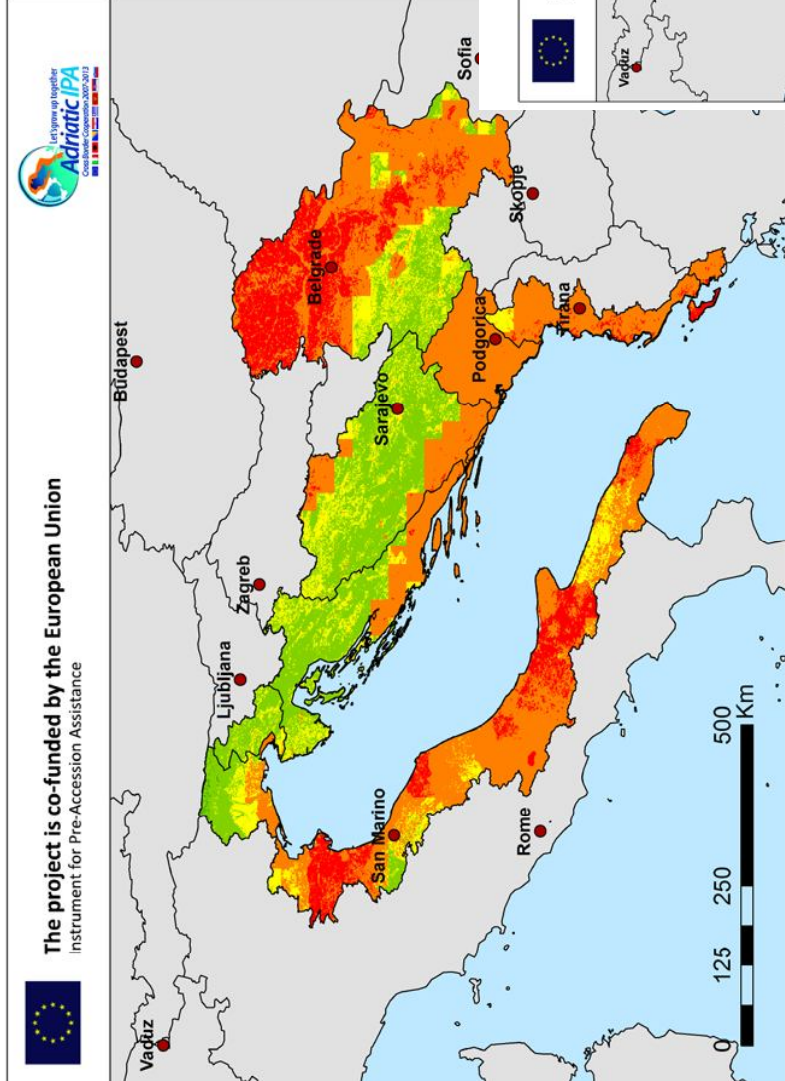 The project is co-funded by the European Union
Instrument for Pre-Accession Assistance
Let's grow up together
Adriatic IPA
Cross-Border Cooperation 2007-2013
Vaduz
Ljubljana
Zagreb
Budapest
Belgrade
Sarajevo
San Marino
Rome
Podgorica
Tirana
Skopje
Sofia
0 125 250 500
Km
Vaduz